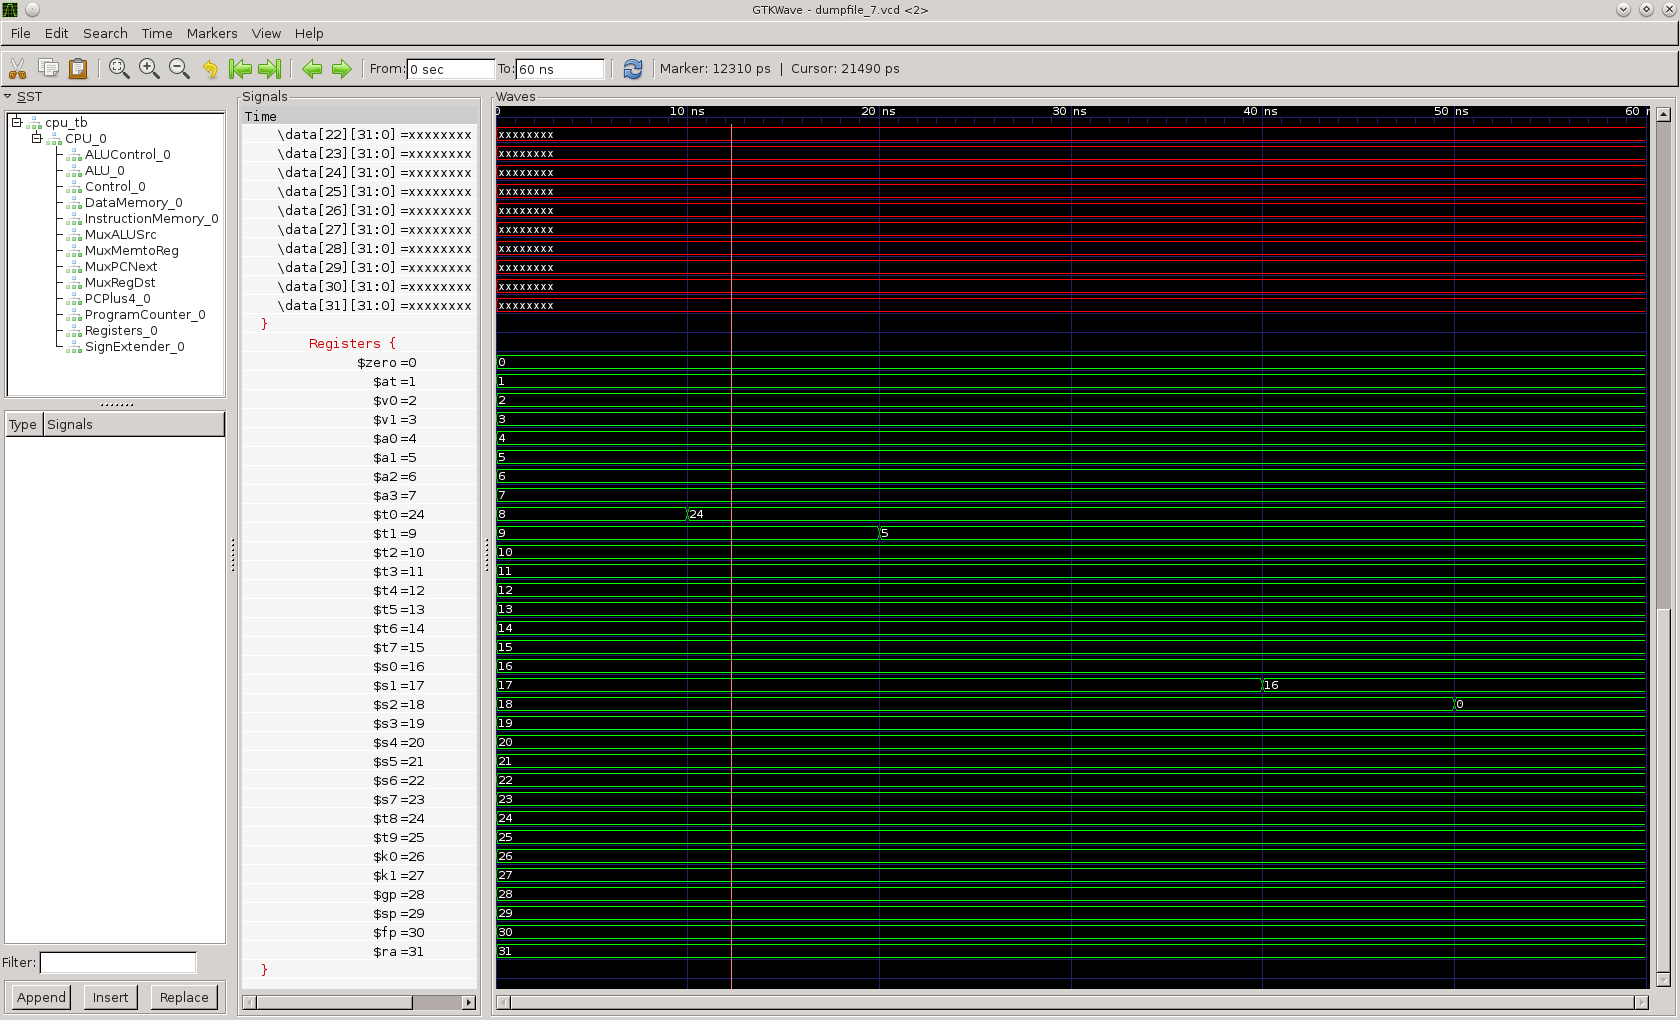 GTKWave - dumpfile_7.vcd <2>
File Edit Search Time Markers View Help
From: 0 sec To: 60 ns Marker: 12310 ps | Cursor: 21490 ps
SST
cpu_tb
CPU_0
ALUControl_0
ALU_0
Control_0
DataMemory_0
InstructionMemory_0
MuxALUSrc
MuxMemtoReg
MuxPCNext
MuxRegDst
PCPlus4_0
ProgramCounter_0
Registers_0
SignExtender_0
Type Signals
Filter:
Append Insert Replace
Signals
Time
\data[22][31:0] =xxxxxxxx
\data[23][31:0] =xxxxxxxx
\data[24][31:0] =xxxxxxxx
\data[25][31:0] =xxxxxxxx
\data[26][31:0] =xxxxxxxx
\data[27][31:0] =xxxxxxxx
\data[28][31:0] =xxxxxxxx
\data[29][31:0] =xxxxxxxx
\data[30][31:0] =xxxxxxxx
\data[31][31:0] =xxxxxxxx
}
Registers {
$zero =0
$at =1
$v0 =2
$v1 =3
$a0 =4
$a1 =5
$a2 =6
$a3 =7
$t0 =24
$t1 =9
$t2 =10
$t3 =11
$t4 =12
$t5 =13
$t6 =14
$t7 =15
$s0 =16
$s1 =17
$s2 =18
$s3 =19
$s4 =20
$s5 =21
$s6 =22
$s7 =23
$t8 =24
$t9 =25
$k0 =26
$k1 =27
$gp =28
$sp =29
$fp =30
$ra =31
}
Waves
0 10 ns 20 ns 30 ns 40 ns 50 ns 60 n
xxxxxxxx
xxxxxxxx
xxxxxxxx
xxxxxxxx
xxxxxxxx
xxxxxxxx
xxxxxxxx
xxxxxxxx
xxxxxxxx
xxxxxxxx
0
1
2
3
4
5
6
7
8 24
9 5
10
11
12
13
14
15
16
17 16
18 0
19
20
21
22
23
24
25
26
27
28
29
30
31